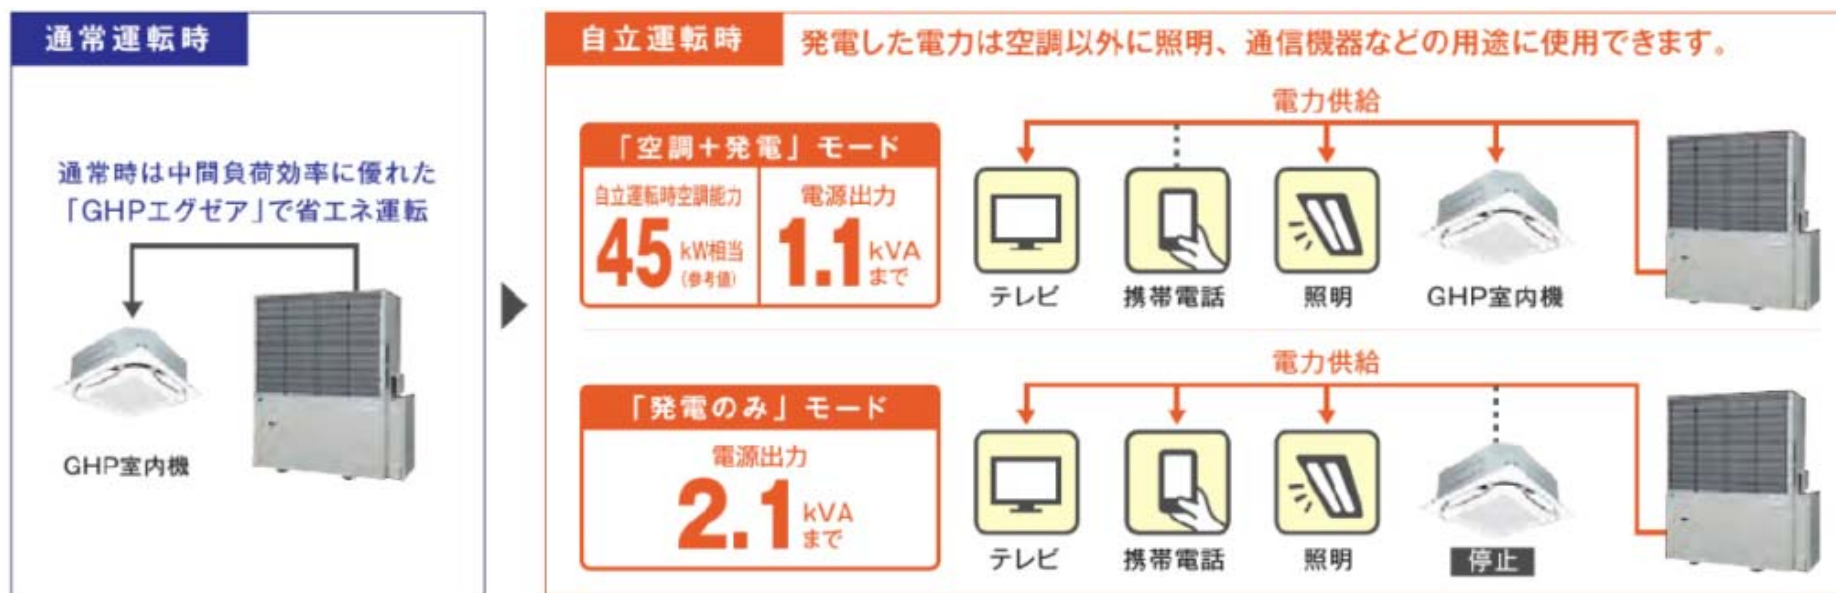 通常運転時
通常時は中間負荷効率に優れた
「GHPエグゼア」で省エネ運転
GHP室内機
自立運転時
発電した電力は空調以外に照明、通信機器などの用途に使用できます。
「空調+発電」モード
自立運転時空調能力
45 kW相当
(参考値)
電源出力
1.1 kVA
まで
電力供給
テレビ
携帯電話
照明
GHP室内機
「発電のみ」モード
電源出力
2.1 kVA
まで
電力供給
テレビ
携帯電話
照明
停止